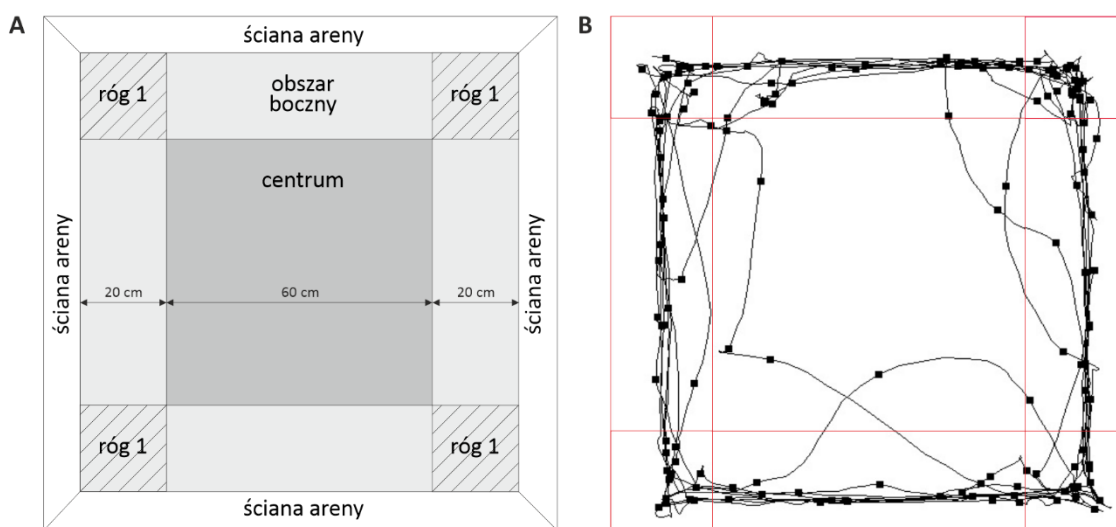 A
ściana areny
róg 1
obszar
boczny
róg 1
centrum
ściana areny
20 cm
60 cm
20 cm
ściana areny
róg 1
róg 1
ściana areny
B